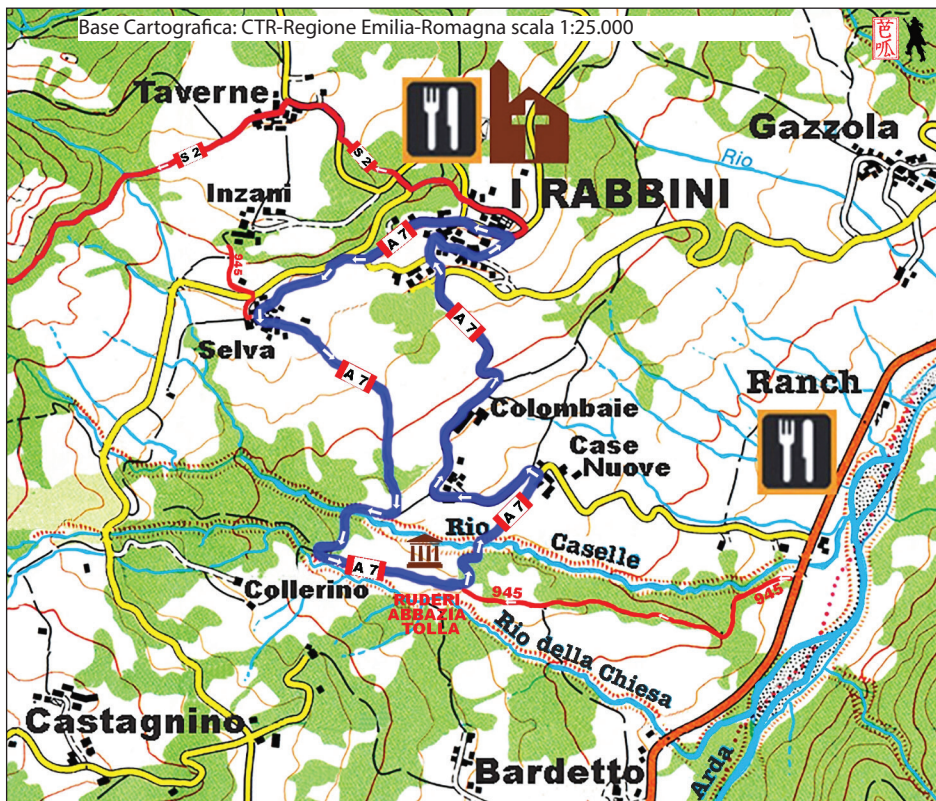 Base Cartografica: CTR-Regione Emilia-Romagna scala 1:25.000
芭呱
Taverne
Gazzola
S 2
S 2
Rio
Inzani
I RABBINI
A 7
945
A 7
Selva
A 7
Ranch
Colombaie
Case
Nuove
A 7
Rio
Caselle
A 7
Collerino
945
945
RUDERI
ABBAZIA
TOLLA
Rio della Chiesa
Castagnino
Bardetto
Arda